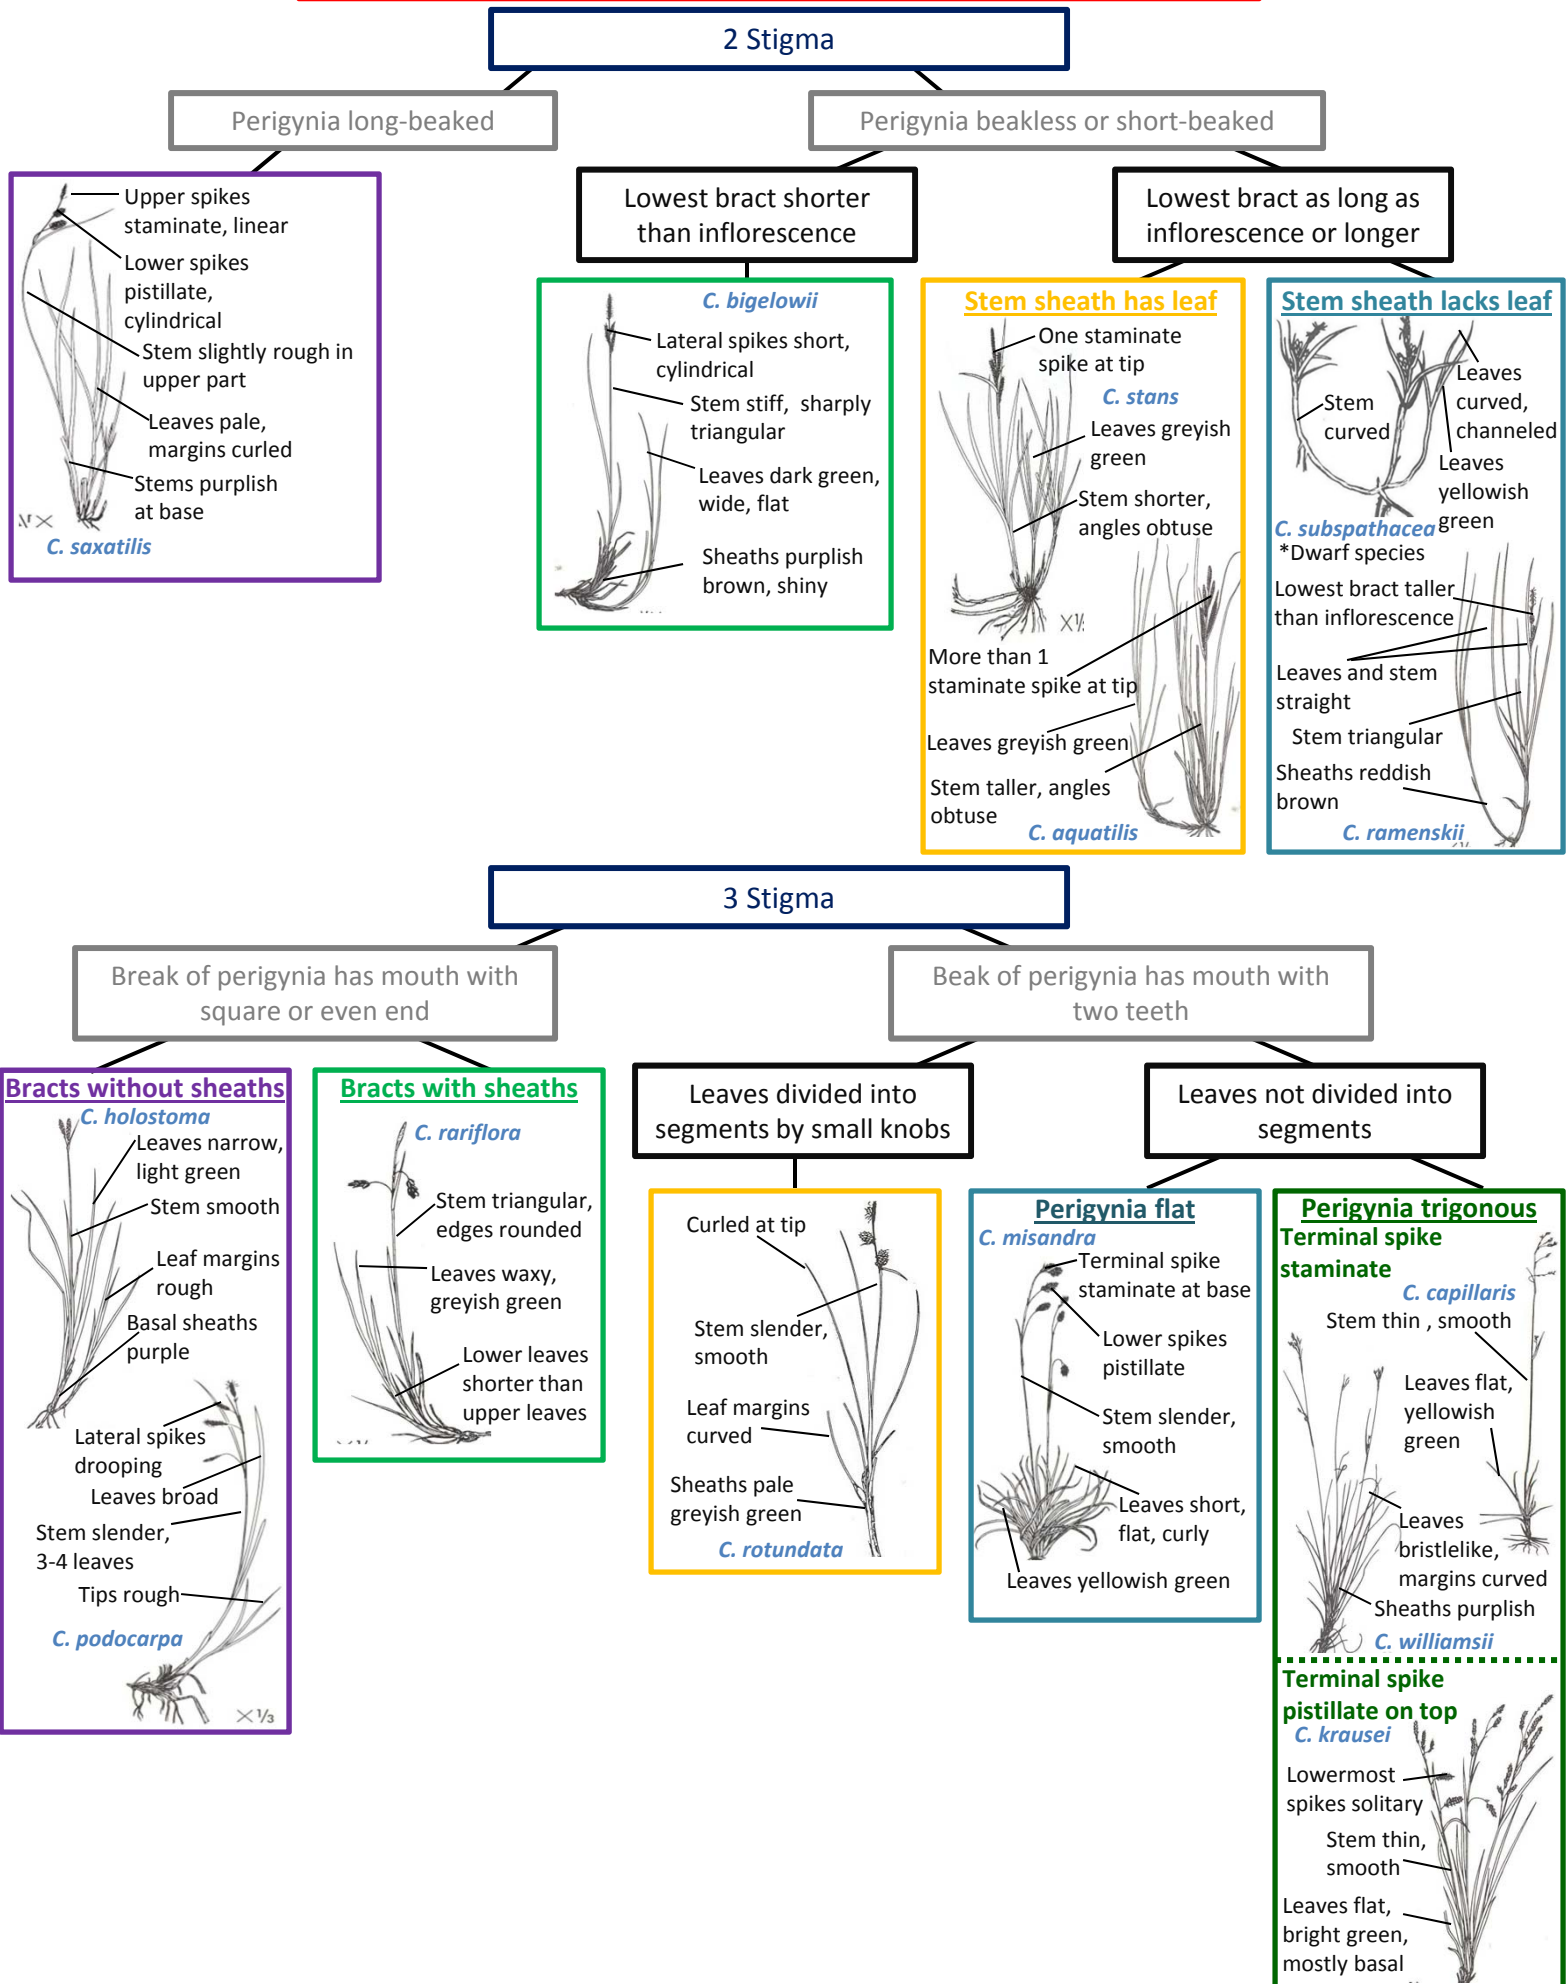 2 Stigma
Perigynia long-beaked
Perigynia beakless or short-beaked
Upper spikes
staminate, linear
Lower spikes
pistillate,
cylindrical
Stem slightly rough in
upper part
Leaves pale,
margins curled
Stems purplish
at base
C. saxatilis
Lowest bract shorter
than inflorescence
Lowest bract as long as
inflorescence or longer
C. bigelowii
Lateral spikes short,
cylindrical
Stem stiff, sharply
triangular
Leaves dark green,
wide, flat
Sheaths purplish
brown, shiny
Stem sheath has leaf
One staminate
spike at tip
C. stans
Leaves greyish
green
Stem shorter,
angles obtuse
X½
More than 1
staminate spike at tip
Leaves greyish green
Stem taller, angles
obtuse
C. aquatilis
Stem sheath lacks leaf
Leaves
curved,
channeled
Stem
curved
Leaves
yellowish
green
C. subspathacea
*Dwarf species
Lowest bract taller
than inflorescence
Leaves and stem
straight
Stem triangular
Sheaths reddish
brown
C. ramenskii
3 Stigma
Break of perigynia has mouth with
square or even end
Beak of perigynia has mouth with
two teeth
Bracts without sheaths
C. holostoma
Leaves narrow,
light green
Stem smooth
Leaf margins
rough
Basal sheaths
purple
Lateral spikes
drooping
Leaves broad
Stem slender,
3-4 leaves
Tips rough
C. podocarpa
X 1/3
Bracts with sheaths
C. rariflora
Stem triangular,
edges rounded
Leaves waxy,
greyish green
Lower leaves
shorter than
upper leaves
Leaves divided into
segments by small knobs
Leaves not divided into
segments
Curled at tip
Stem slender,
smooth
Leaf margins
curved
Sheaths pale
greyish green
C. rotundata
Perigynia flat
C. misandra
Terminal spike
staminate at base
Lower spikes
pistillate
Stem slender,
smooth
Leaves short,
flat, curly
Leaves yellowish green
Perigynia trigonous
Terminal spike
staminate
C. capillaris
Stem thin , smooth
Leaves flat,
yellowish
green
Leaves
bristlelike,
margins curved
Sheaths purplish
C. williamsii
Terminal spike
pistillate on top
C. krausei
Lowermost
spikes solitary
Stem thin,
smooth
Leaves flat,
bright green,
mostly basal